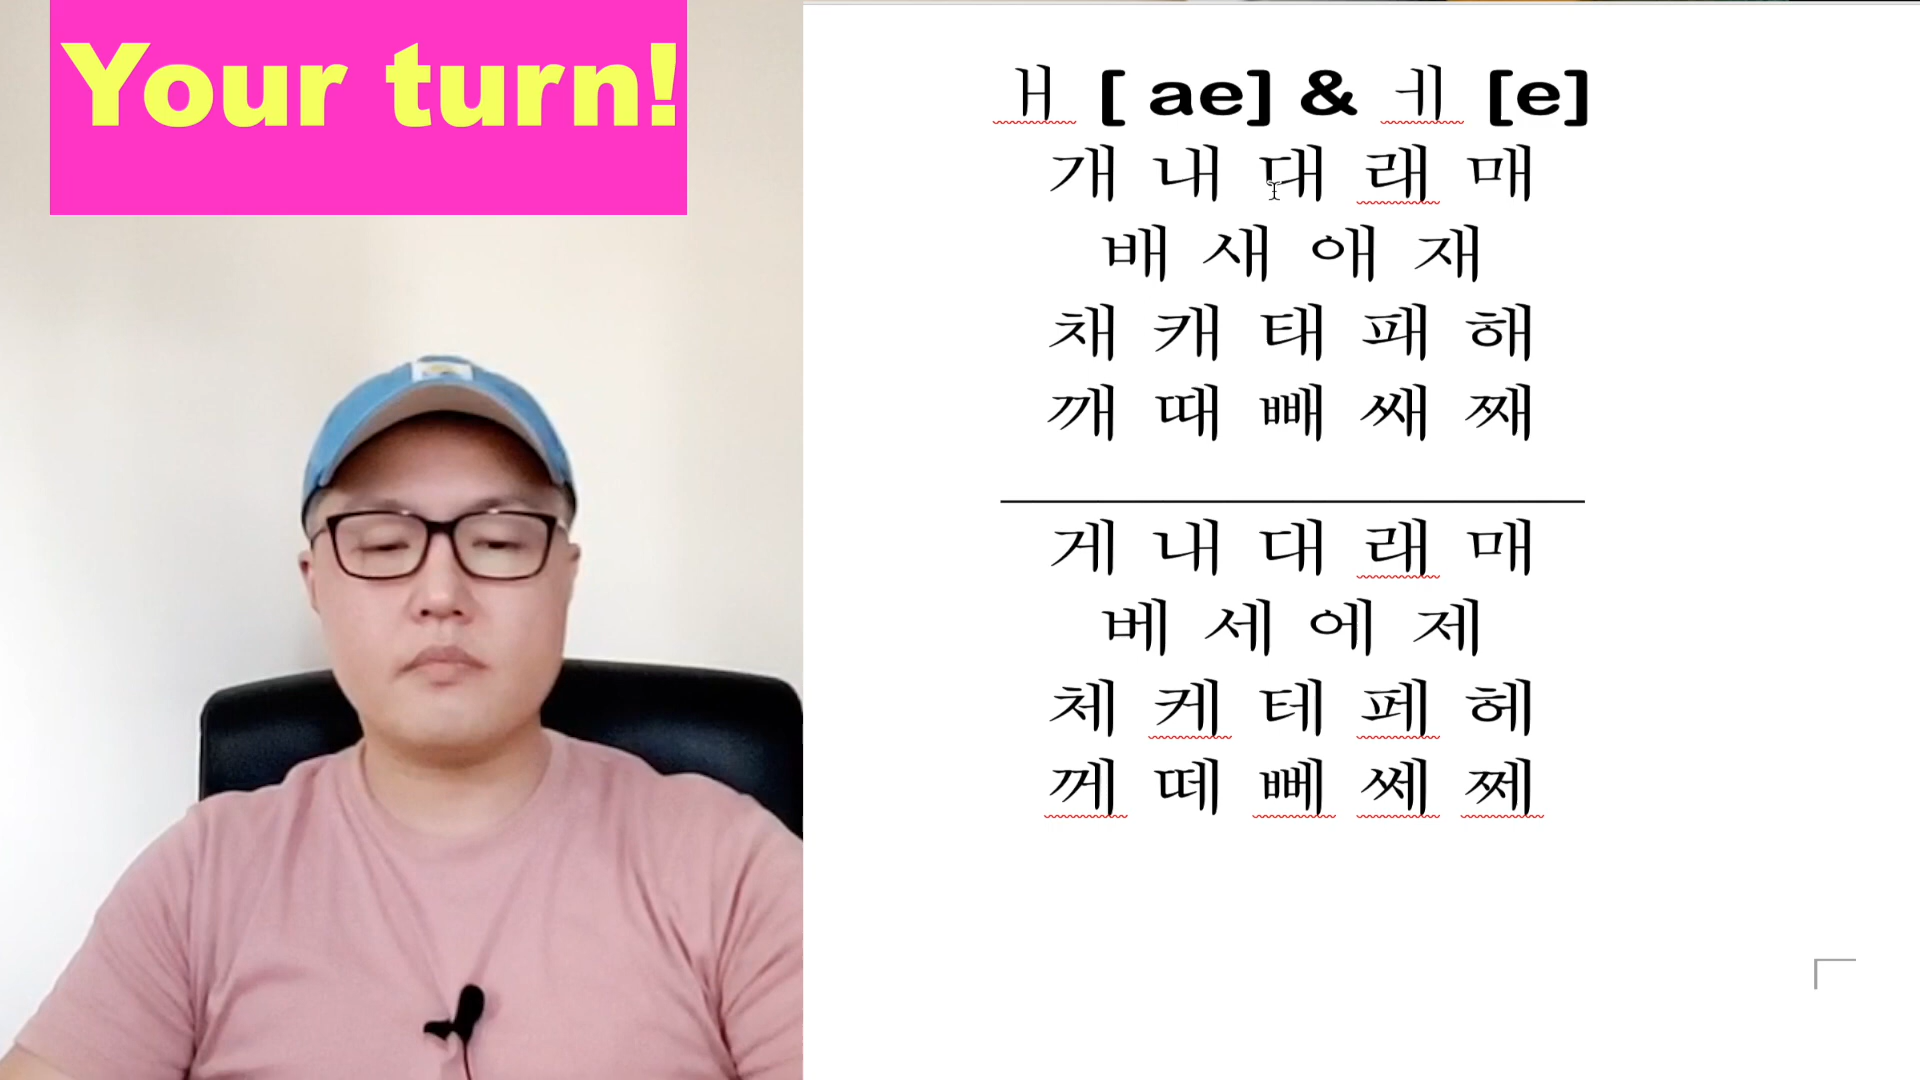 Your turn!
ㅐ [ ae] & ㅔ [e]
개 내 대 래 매
배 새 애 재
채 캐 태 패 해
깨 때 빼 쌔 째
게 내 대 래 매
베 세 에 제
체 케 테 페 헤
께 떼 뻬 쎄 쩨